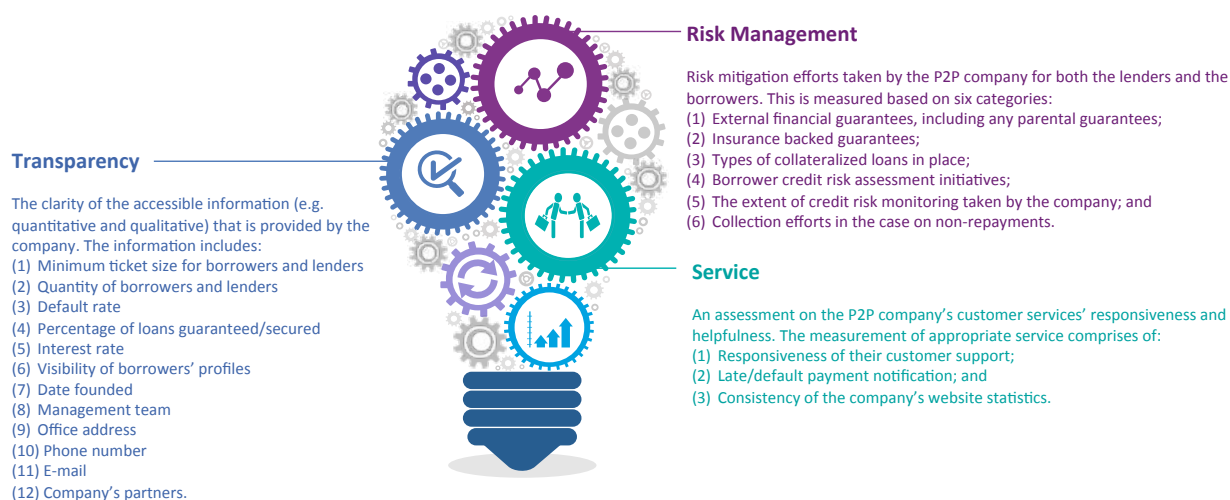 Risk Management
Risk mitigation efforts taken by the P2P company for both the lenders and the
borrowers. This is measured based on six categories:
(1) External financial guarantees, including any parental guarantees;
(2) Insurance backed guarantees;
(3) Types of collateralized loans in place;
(4) Borrower credit risk assessment initiatives;
(5) The extent of credit risk monitoring taken by the company; and
(6) Collection efforts in the case on non-repayments.
Transparency
The clarity of the accessible information (e.g.
quantitative and qualitative) that is provided by the
company. The information includes:
(1) Minimum ticket size for borrowers and lenders
(2) Quantity of borrowers and lenders
(3) Default rate
(4) Percentage of loans guaranteed/secured
(5) Interest rate
(6) Visibility of borrowers’ profiles
(7) Date founded
(8) Management team
(9) Office address
(10) Phone number
(11) E-mail
(12) Company’s partners.
Service
An assessment on the P2P company’s customer services’ responsiveness and
helpfulness. The measurement of appropriate service comprises of:
(1) Responsiveness of their customer support;
(2) Late/default payment notification; and
(3) Consistency of the company’s website statistics.